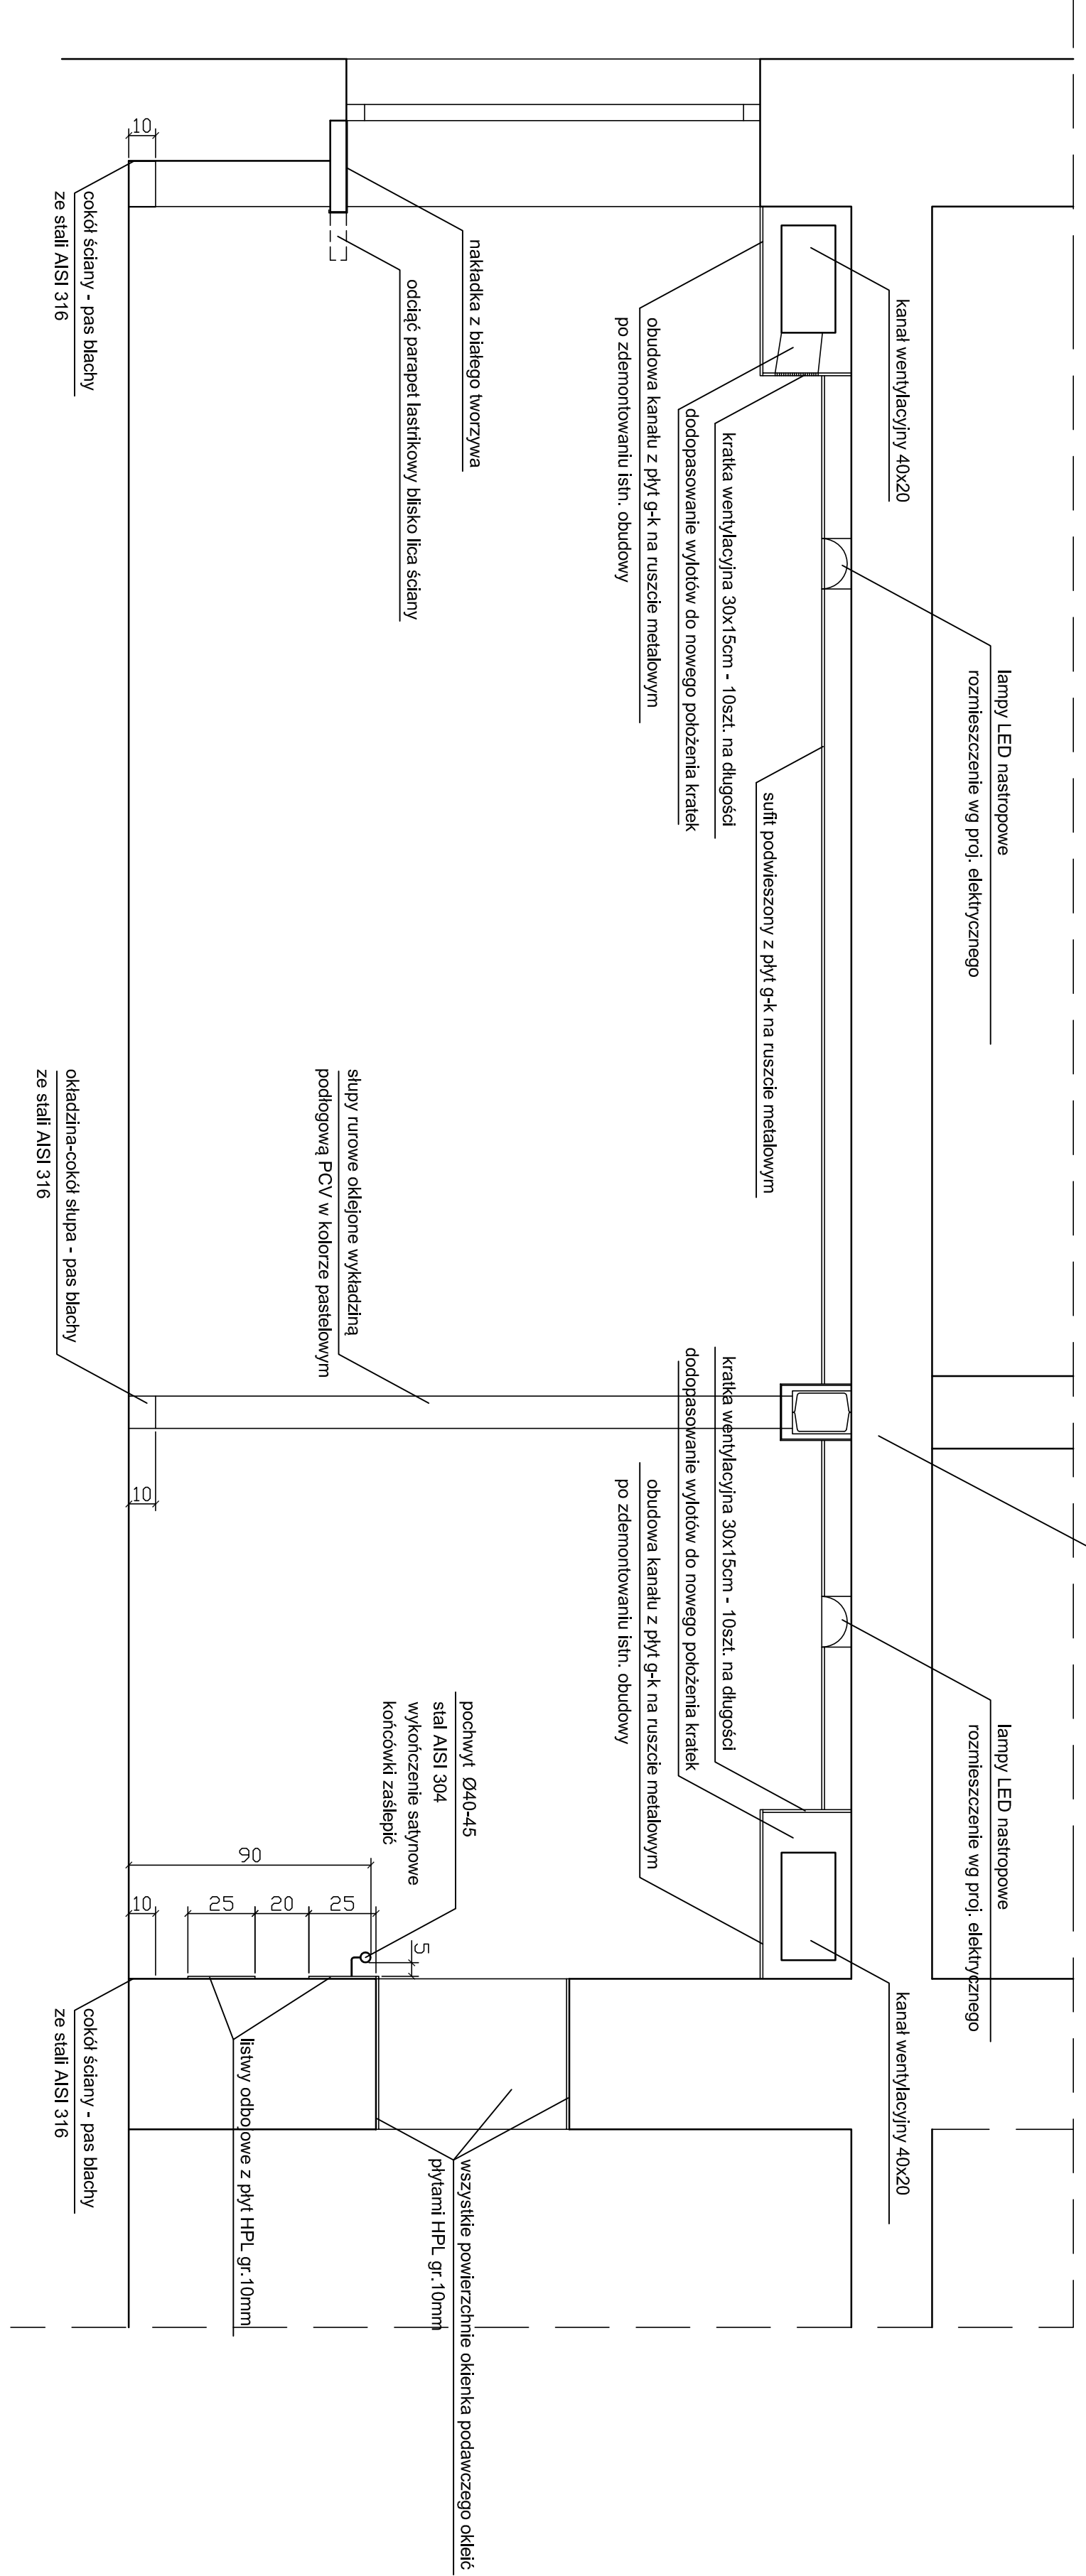 lampy LED nastropowe
rozmieszczenie wg proj. elektrycznego
lampy LED nastropowe
rozmieszczenie wg proj. elektrycznego
kanał wentylacyjny 40x20
kanał wentylacyjny 40x20
sufit podwieszony z płyt g-k na ruszcie metalowym
kratka wentylacyjna 30x15cm - 10szt. na długości
dodopasowanie wylotów do nowego położenia kratek
obudowa kanału z płyt g-k na ruszcie metalowym
po zdemontowaniu istn. obudowy
kratka wentylacyjna 30x15cm - 10szt. na długości
dodopasowanie wylotów do nowego położenia kratek
obudowa kanału z płyt g-k na ruszcie metalowym
po zdemontowaniu istn. obudowy
nakładka z białego tworzywa
odciąć parapet lastrikowy blisko lica ściany
słupy rurowe oklejone wykładziną
podłogową PCV w kolorze pastelowym
pochwyt Ø40-45
stal AISI 304
wykończenie satynowe
końcówki zaślepić
wszystkie powierzchnie okienka podawczego okleić
płytami HPL gr.10mm
5
90
25
20
25
10
10
10
listwy odbojowe z płyt HPL gr.10mm
cokół ściany - pas blachy
ze stali AISI 316
okładzina-cokół słupa - pas blachy
ze stali AISI 316
cokół ściany - pas blachy
ze stali AISI 316